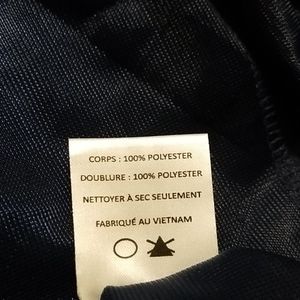 CORPS : 100% POLYESTER
DOUBLURE : 100% POLYESTER
NETTOYER À SEC SEULEMENT
FABRIQUÉ AU VIETNAM